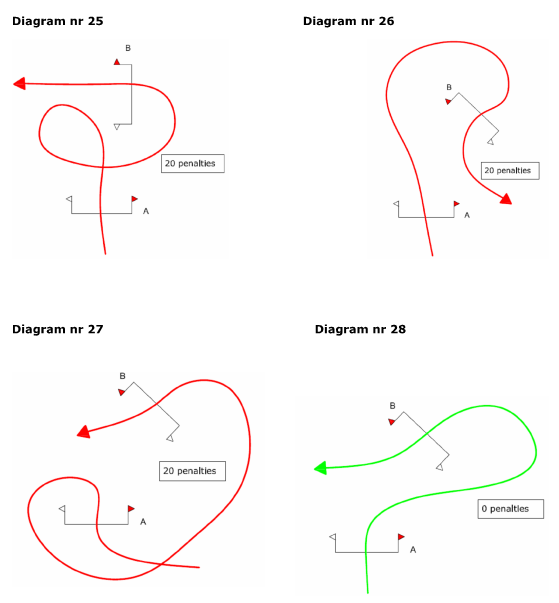 Diagram nr 25
Diagram nr 26
B
20 penalties
A
B
20 penalties
A
Diagram nr 27
Diagram nr 28
B
20 penalties
A
B
0 penalties
A